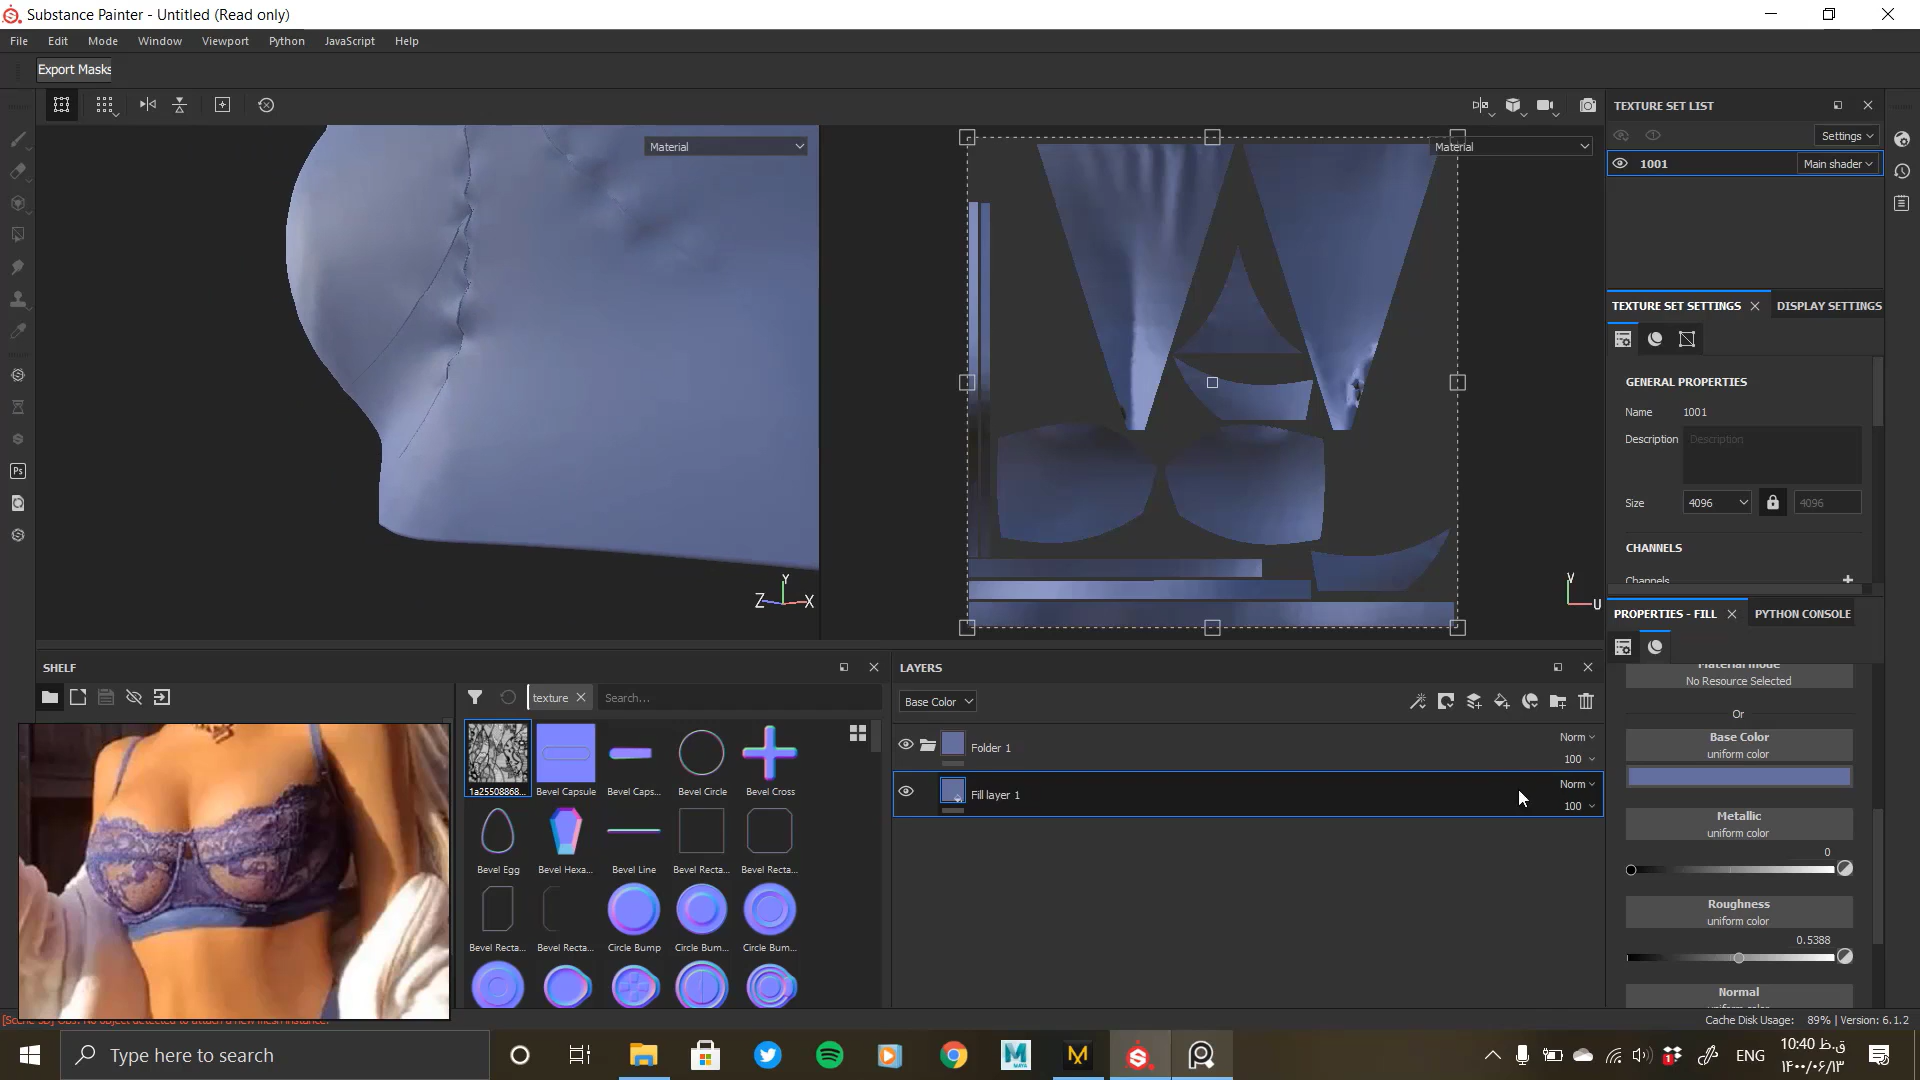 Substance Painter - Untitled (Read only)
File Edit Mode Window Viewport Python JavaScript Help
Export Masks
Material
Material
Y
Z X
V
U
TEXTURE SET LIST
Settings
1001 Main shader
TEXTURE SET SETTINGS DISPLAY SETTINGS
GENERAL PROPERTIES
Name 1001
Description Description
Size 4096 4096
CHANNELS
Channels
PROPERTIES - FILL PYTHON CONSOLE
Material mode
No Resource Selected
Or
Base Color
uniform color
Metallic
uniform color
0
Roughness
uniform color
0.5388
Normal
SHELF
texture Search...
1a25508868... Bevel Capsule Bevel Caps... Bevel Circle Bevel Cross
Bevel Egg Bevel Hexa... Bevel Line Bevel Recta... Bevel Recta...
Bevel Recta... Bevel Recta... Circle Bump Circle Bum... Circle Bum...
LAYERS
Base Color
Folder 1 Norm 100
Fill layer 1 Norm 100
Cache Disk Usage: 89% | Version: 6.1.2
Ps
Type here to search
ENG
10:40 ق.ظ
۱۴۰۰/۰۶/۱۳